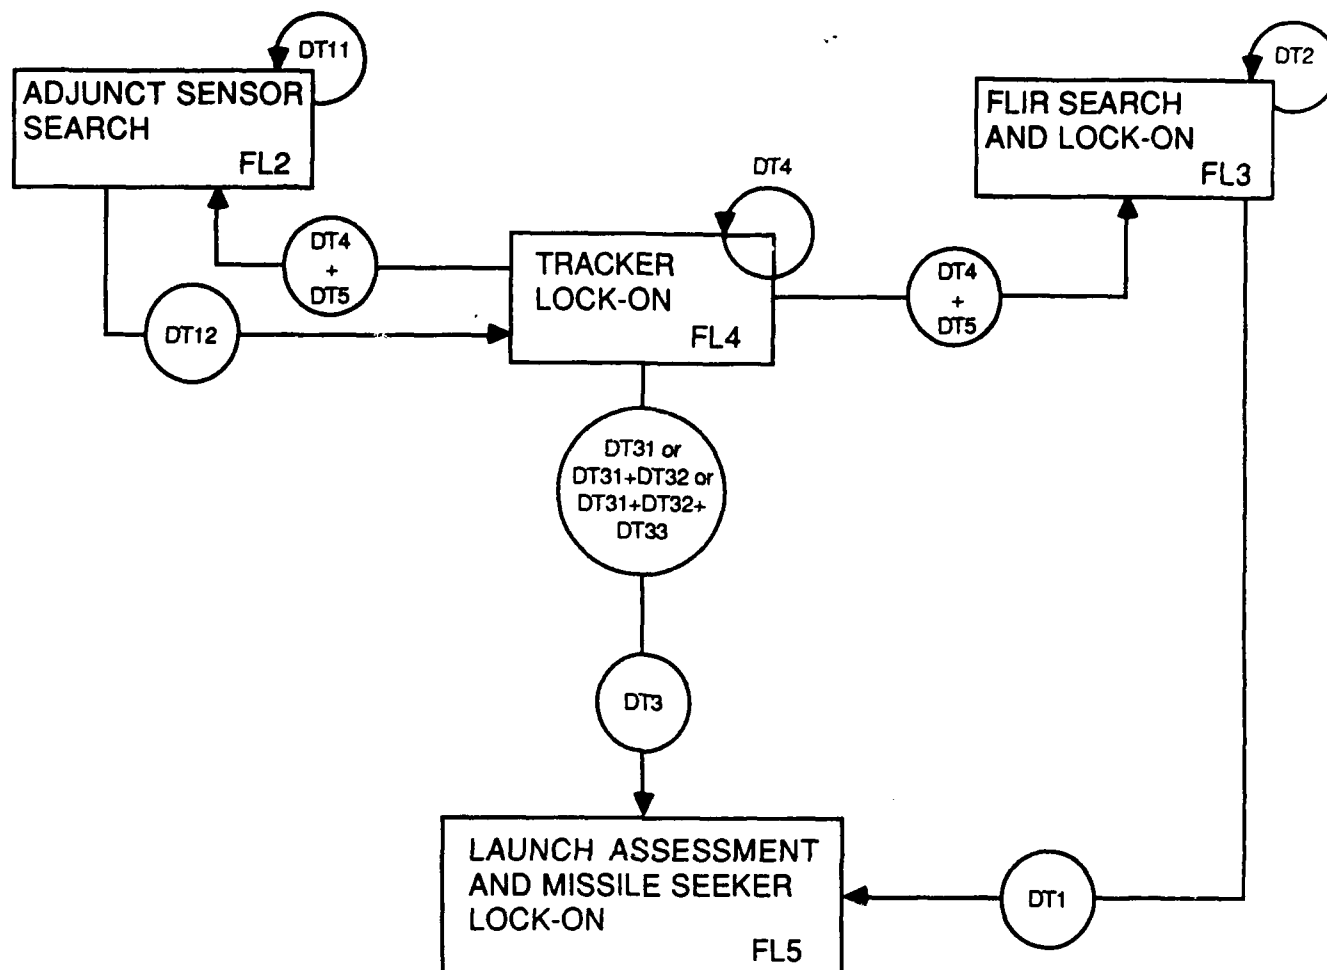 DT11
ADJUNCT SENSOR
SEARCH
FL2
DT2
FLIR SEARCH
AND LOCK-ON
FL3
DT4
DT4
+
DT5
TRACKER
LOCK-ON
FL4
DT4
+
DT5
DT12
DT31 or
DT31+DT32 or
DT31+DT32+
DT33
DT3
LAUNCH ASSESSMENT
AND MISSILE SEEKER
LOCK-ON
FL5
DT1